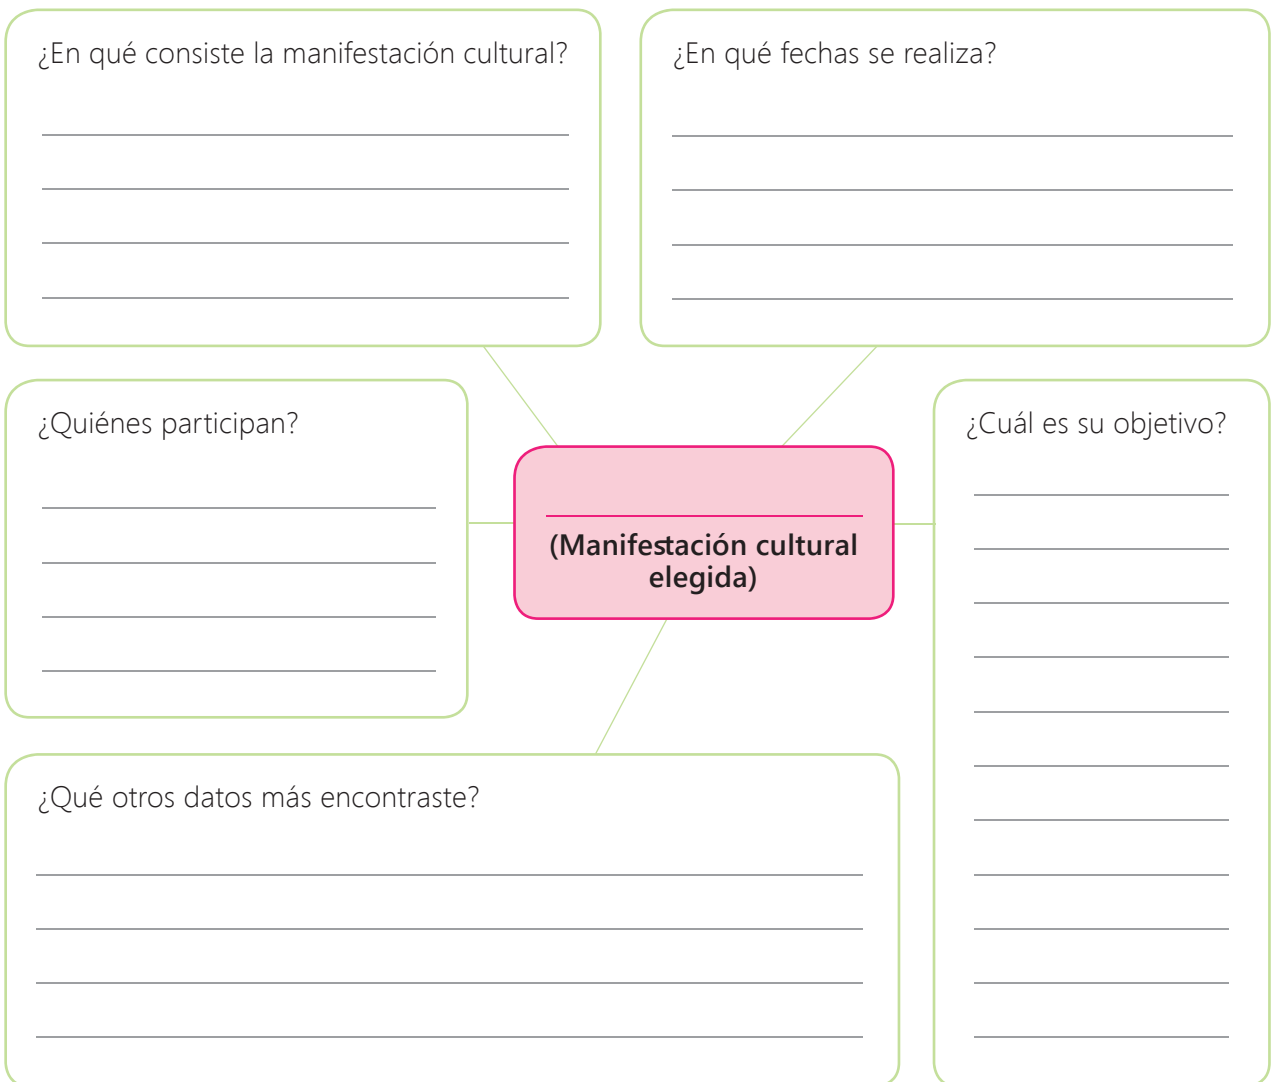 ¿En qué consiste la manifestación cultural?
¿En qué fechas se realiza?
¿Quiénes participan?
¿Cuál es su objetivo?
(Manifestación cultural
elegida)
¿Qué otros datos más encontraste?